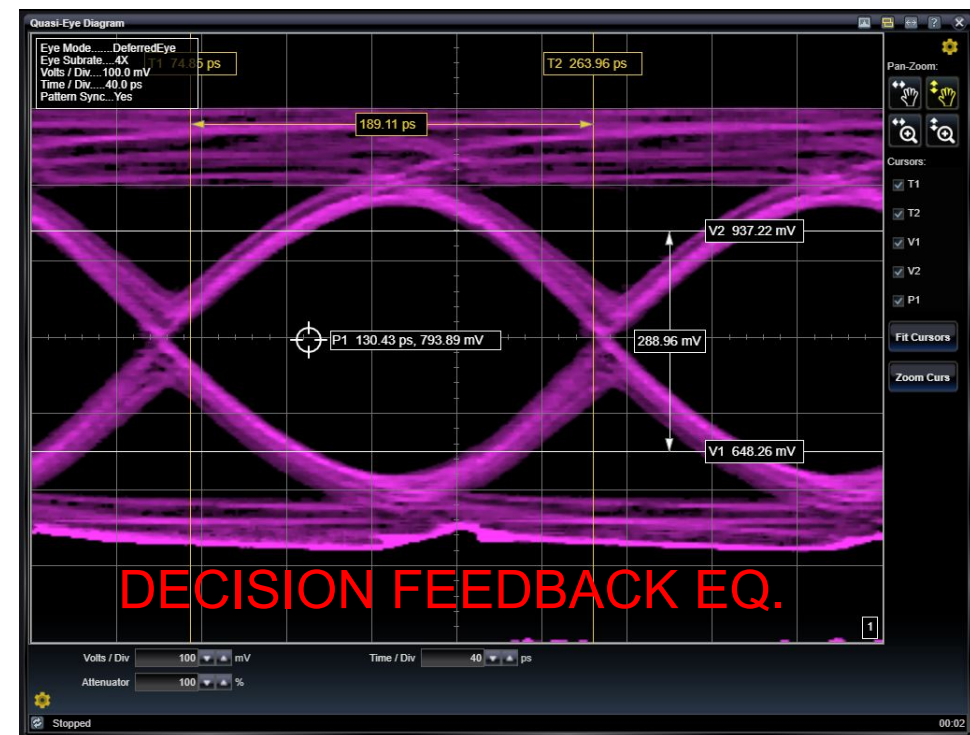 Quasi-Eye Diagram
Eye Mode.......DeferredEye
Eye Subrate....4X
Volts / Div....100.0 mV
Time / Div.....40.0 ps
Pattern Sync...Yes
T1 74.85 ps
T2 263.96 ps
Pan-Zoom:
189.11 ps
Cursors:
T1
T2
V2 937.22 mV
V1
V2
P1
P1 130.43 ps, 793.89 mV
288.96 mV
Fit Cursors
Zoom Curs
V1 648.26 mV
DECISION FEEDBACK EQ.
1
Volts / Div 100 mV Time / Div 40 ps
Attenuator 100 %
Stopped 00:02